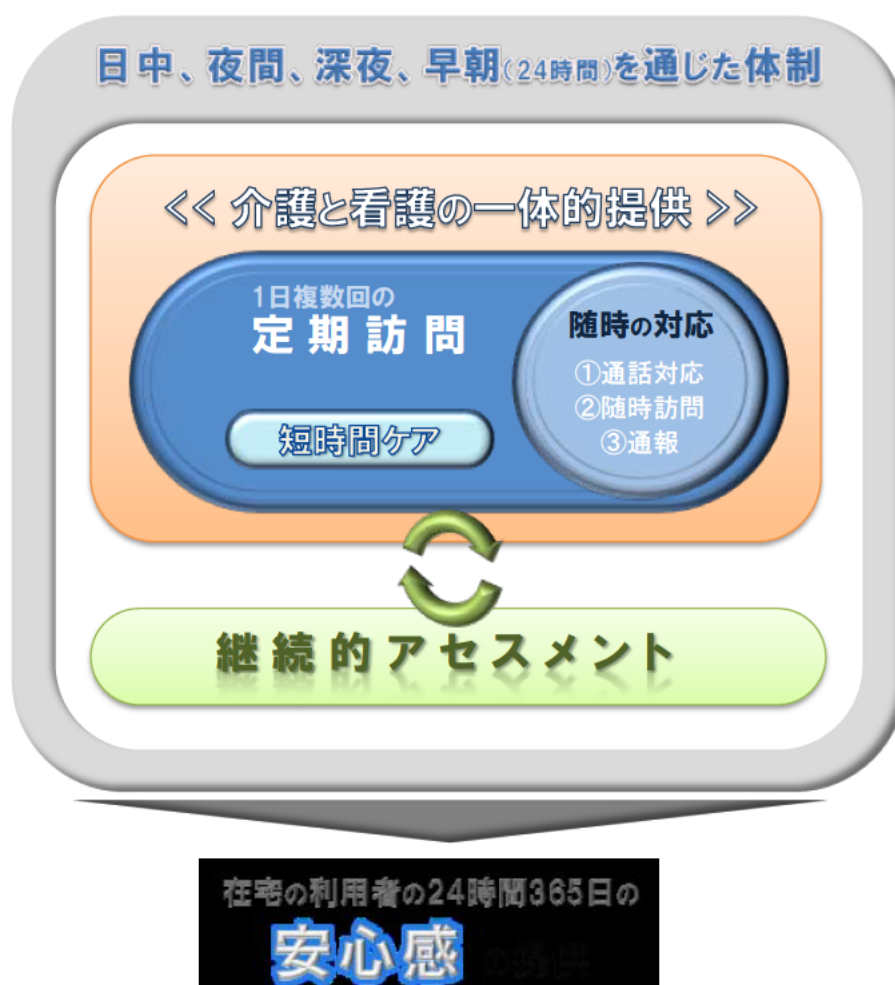 日中、夜間、深夜、早朝(24時間)を通じた体制
<< 介護と看護の一体的提供 >>
1日複数回の
定期訪問
短時間ケア
随時の対応
①通話対応
②随時訪問
③通報
継続的アセスメント
在宅の利用者の24時間365日の
安心感の提供